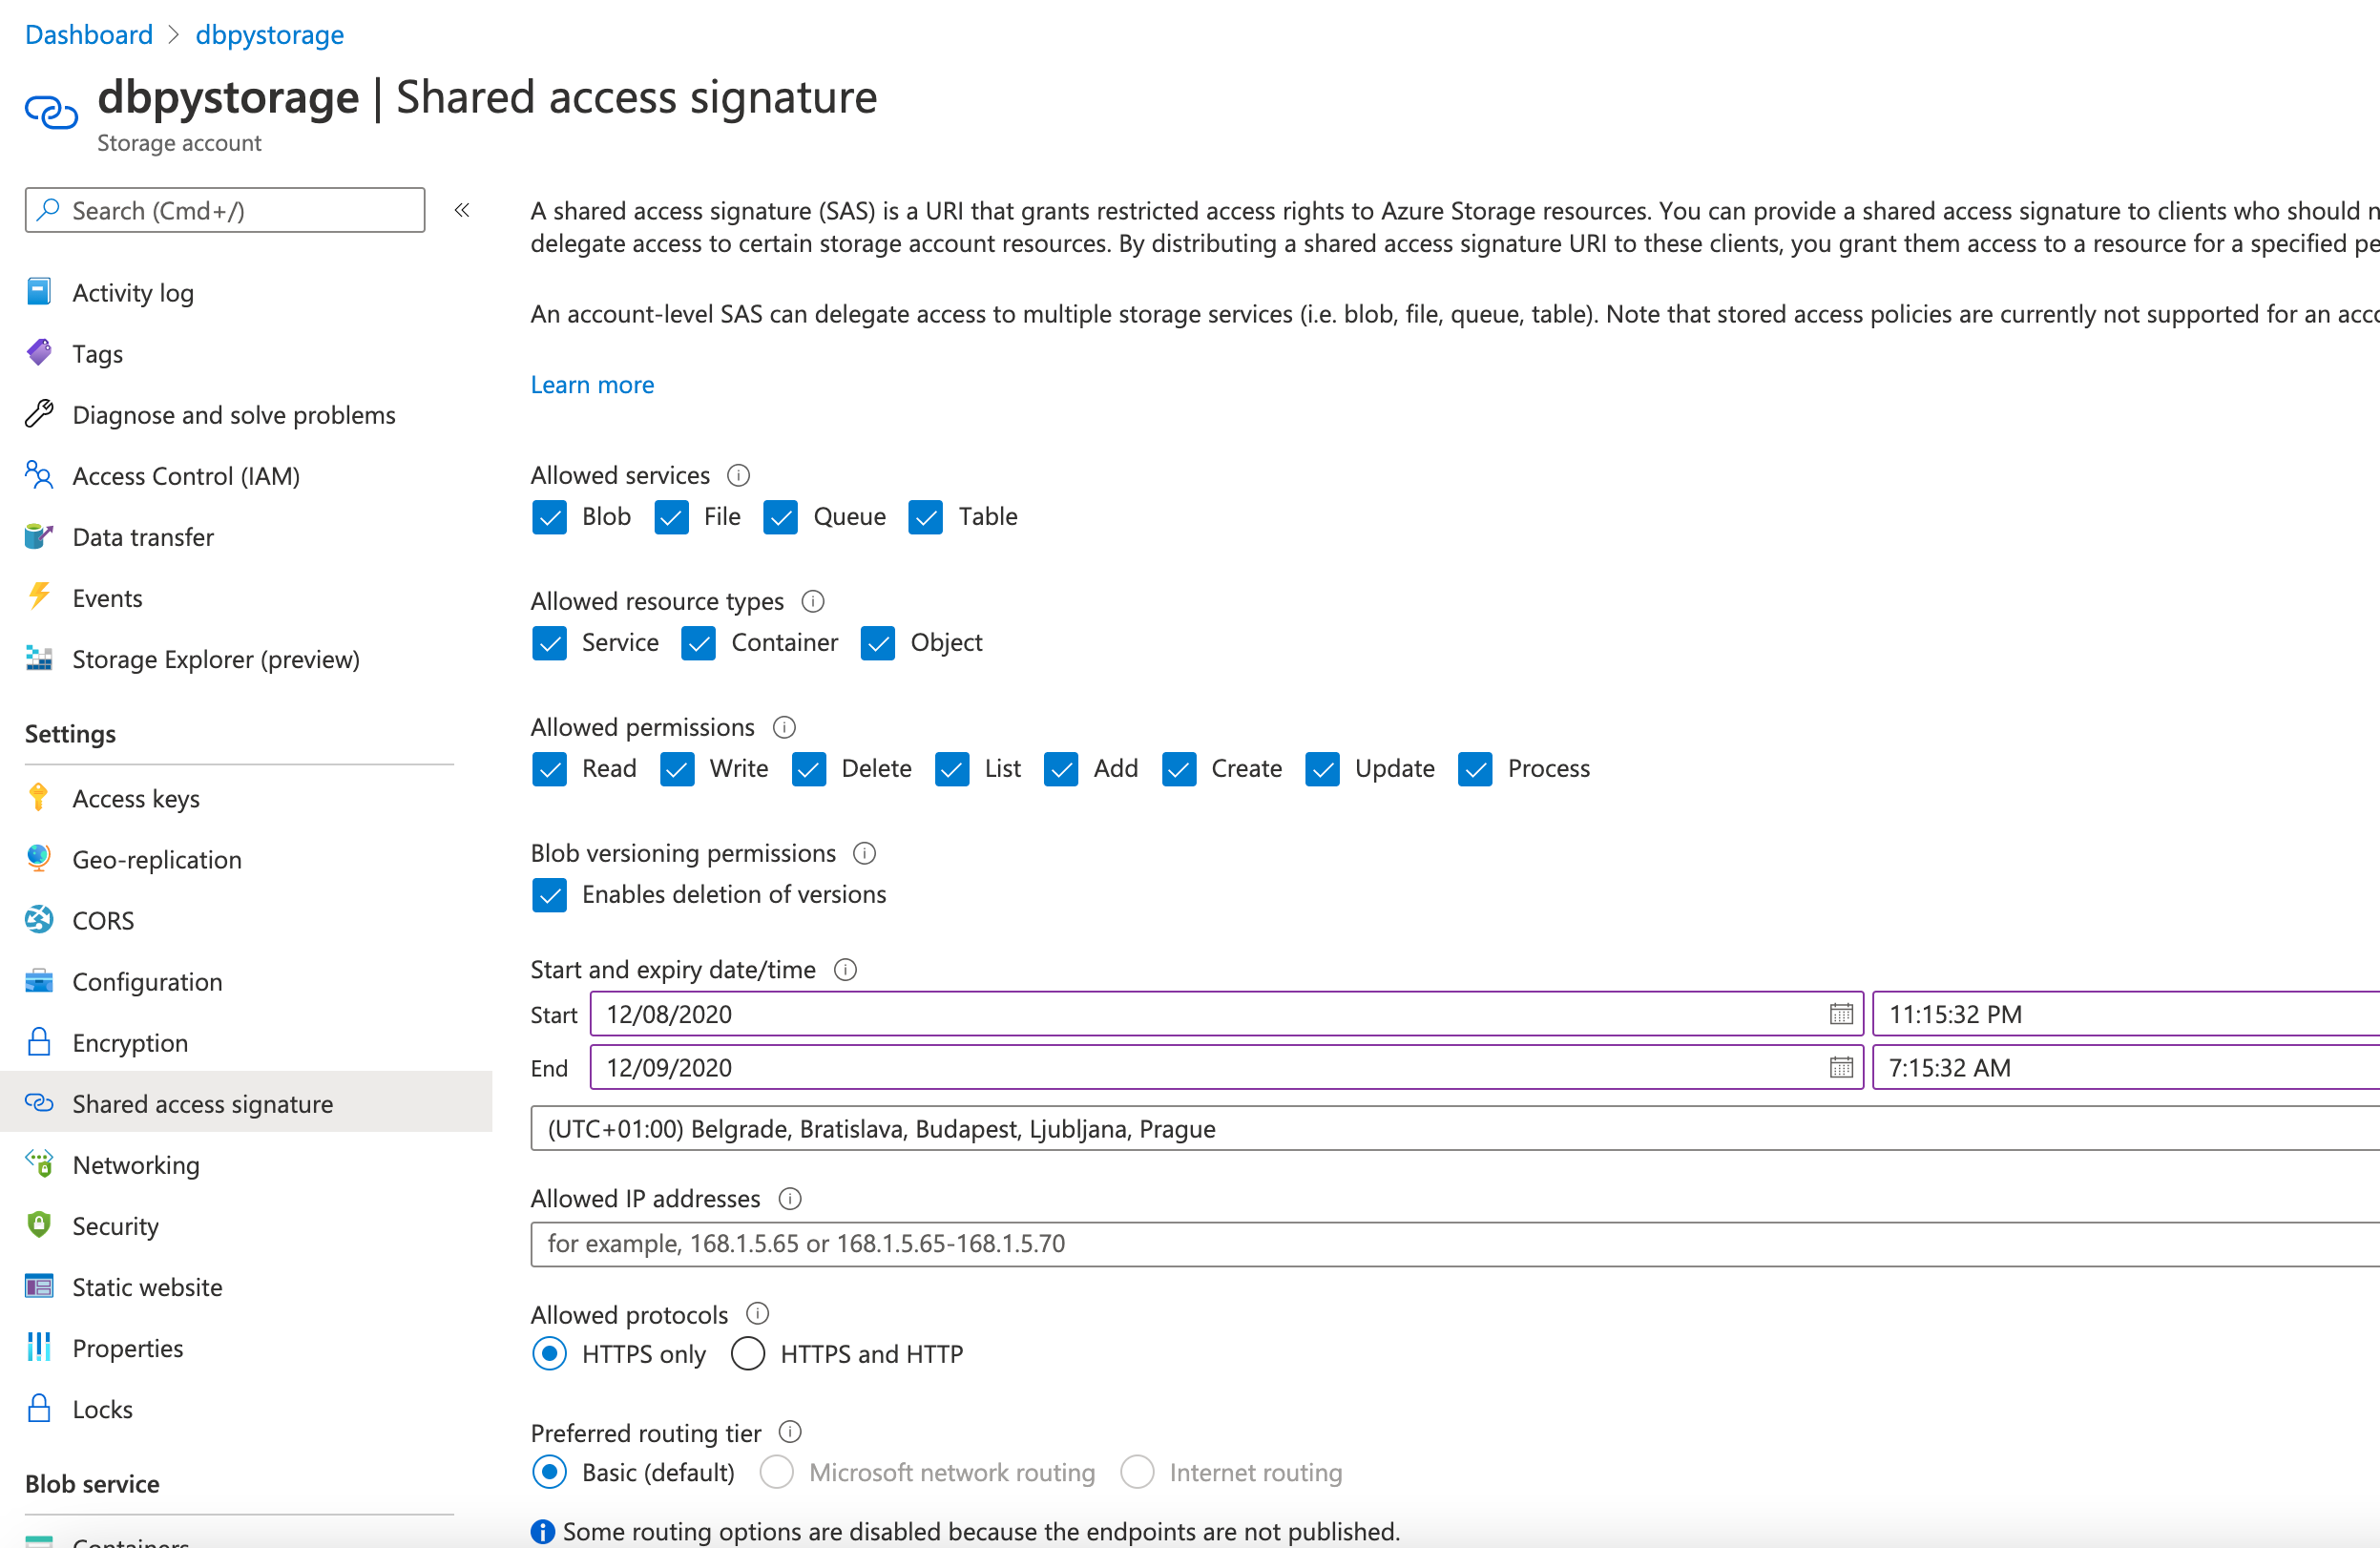 Dashboard > dbpystorage
dbpystorage | Shared access signature
Storage account
Search (Cmd+/)
«
Activity log
Tags
Diagnose and solve problems
Access Control (IAM)
Data transfer
Events
Storage Explorer (preview)
Settings
Access keys
Geo-replication
CORS
Configuration
Encryption
Shared access signature
Networking
Security
Static website
Properties
Locks
Blob service
Containers
A shared access signature (SAS) is a URI that grants restricted access rights to Azure Storage resources. You can provide a shared access signature to clients who should
delegate access to certain storage account resources. By distributing a shared access signature URI to these clients, you grant them access to a resource for a specified
An account-level SAS can delegate access to multiple storage services (i.e. blob, file, queue, table). Note that stored access policies are currently not supported for an
Learn more
Allowed services
Blob File Queue Table
Allowed resource types
Service Container Object
Allowed permissions
Read Write Delete List Add Create Update Process
Blob versioning permissions
Enables deletion of versions
Start and expiry date/time
Start 12/08/2020 11:15:32 PM
End 12/09/2020 7:15:32 AM
(UTC+01:00) Belgrade, Bratislava, Budapest, Ljubljana, Prague
Allowed IP addresses
for example, 168.1.5.65 or 168.1.5.65-168.1.5.70
Allowed protocols
HTTPS only HTTPS and HTTP
Preferred routing tier
Basic (default) Microsoft network routing Internet routing
Some routing options are disabled because the endpoints are not published.